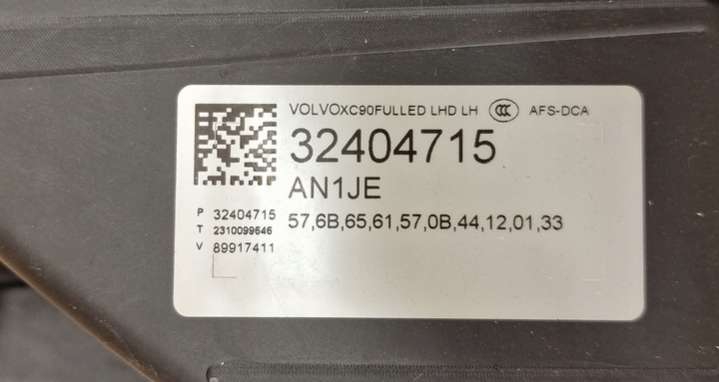 VOLVOXC90FULLED LHD LH CCC AFS-DCA
32404715
AN1JE
57,6B,65,61,57,0B,44,12,01,33
P 32404715
T 2310099646
V 89917411